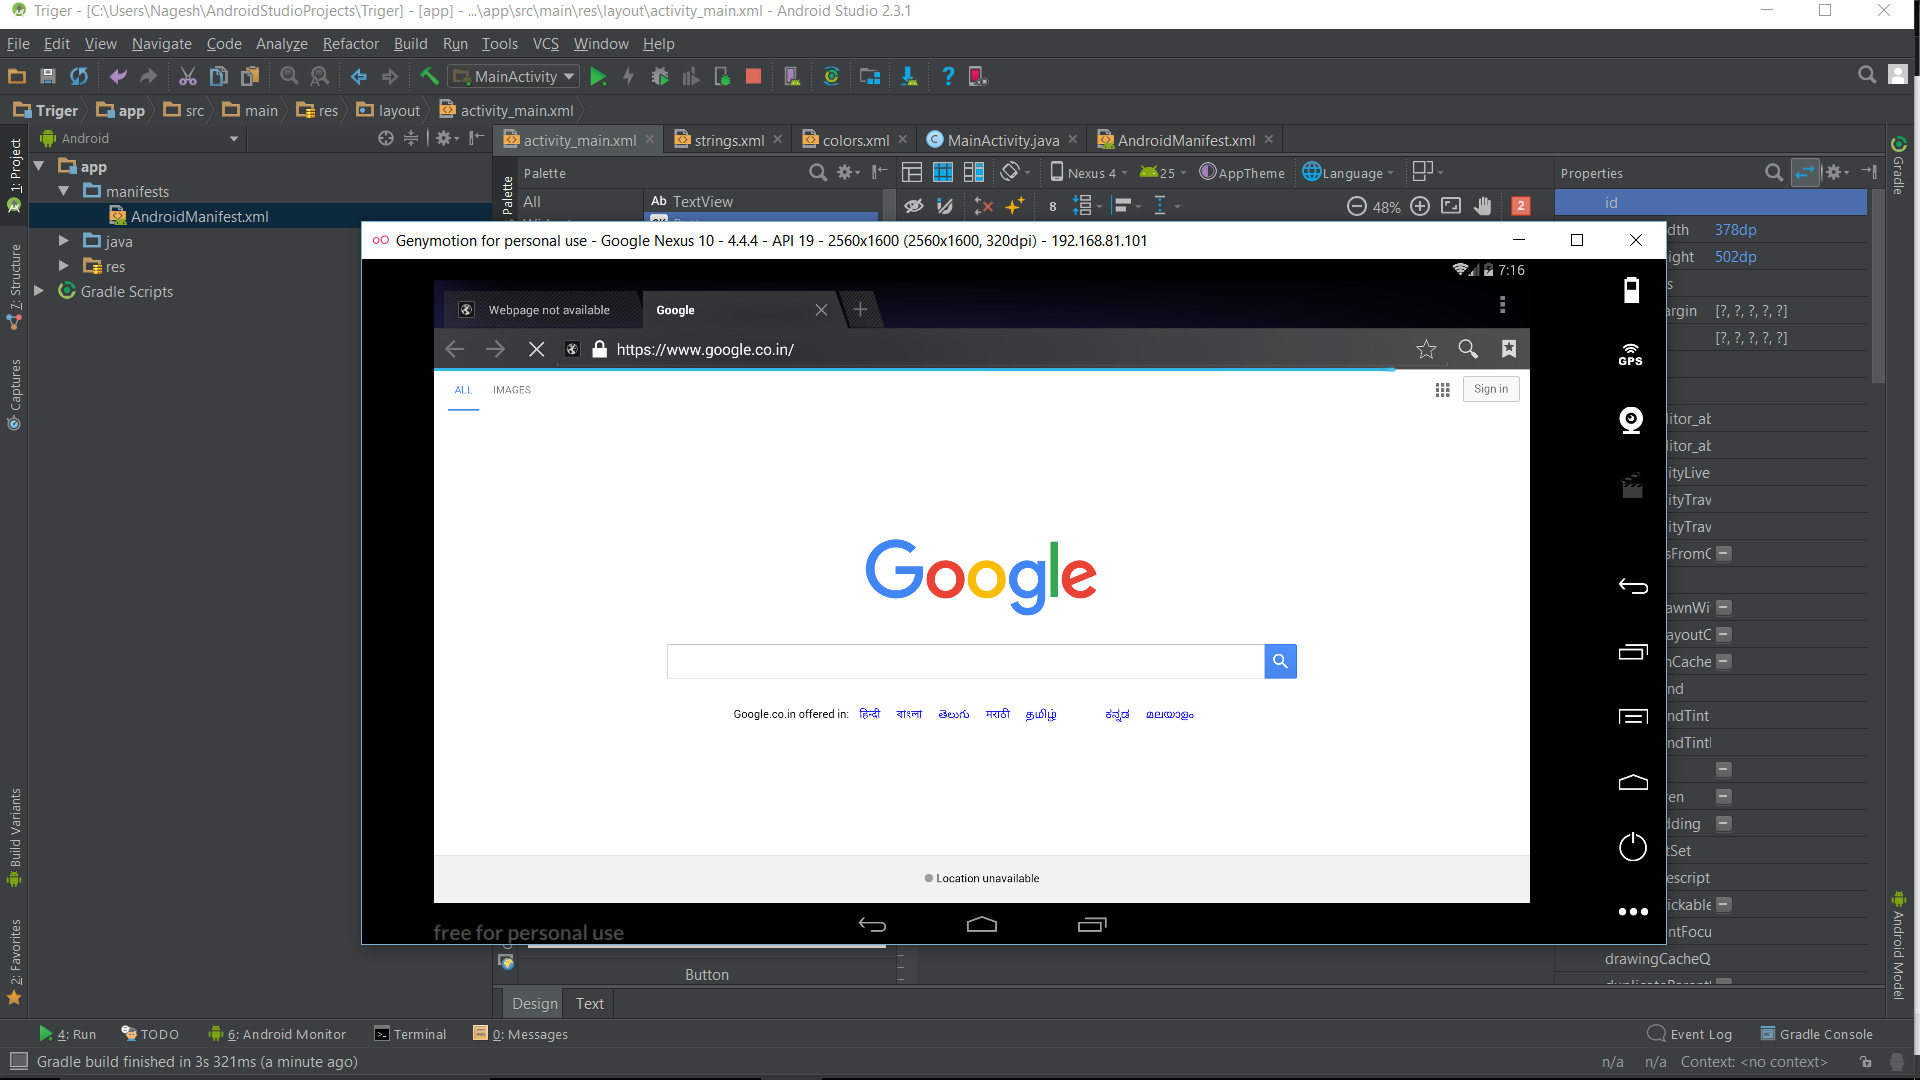 Triger - [C:\Users\Nagesh\AndroidStudioProjects\Triger] - [app] - ...\app\src\main\res\layout\activity_main.xml - Android Studio 2.3.1
File Edit View Navigate Code Analyze Refactor Build Run Tools VCS Window Help
MainActivity
Triger app src main res layout activity_main.xml
Android
activity_main.xml strings.xml colors.xml MainActivity.java AndroidManifest.xml
1: Project
Z: Structure
Captures
Build Variants
2: Favorites
app
manifests
AndroidManifest.xml
java
res
Gradle Scripts
Palette
Palette
All
Ab TextView
Nexus 4 25 AppTheme Language
8 48% 2
Properties
id
dth 378dp
ight 502dp
s
argin [?, ?, ?, ?, ?]
[?, ?, ?, ?, ?]
Genymotion for personal use - Google Nexus 10 - 4.4.4 - API 19 - 2560x1600 (2560x1600, 320dpi) - 192.168.81.101
7:16
Webpage not available Google
https://www.google.co.in/
ALL IMAGES Sign in
Google
Google.co.in offered in: हिन्दी বাংলা తెలుగు मराठी தமிழ் ಕನ್ನಡ മലയാളം
Location unavailable
free for personal use
GPS
litor_ab
litor_ab
ityLive
ityTrav
ityTrav
sFromC
awnWi
ayoutC
nCache
nd
ndTint
ndTintl
ren
dding
tSet
escript
ickable
ntFocu
drawingCacheQ
Gradle
Android Model
Button
Design Text
4: Run TODO 6: Android Monitor Terminal 0: Messages Event Log Gradle Console
Gradle build finished in 3s 321ms (a minute ago) n/a n/a Context: <no context>